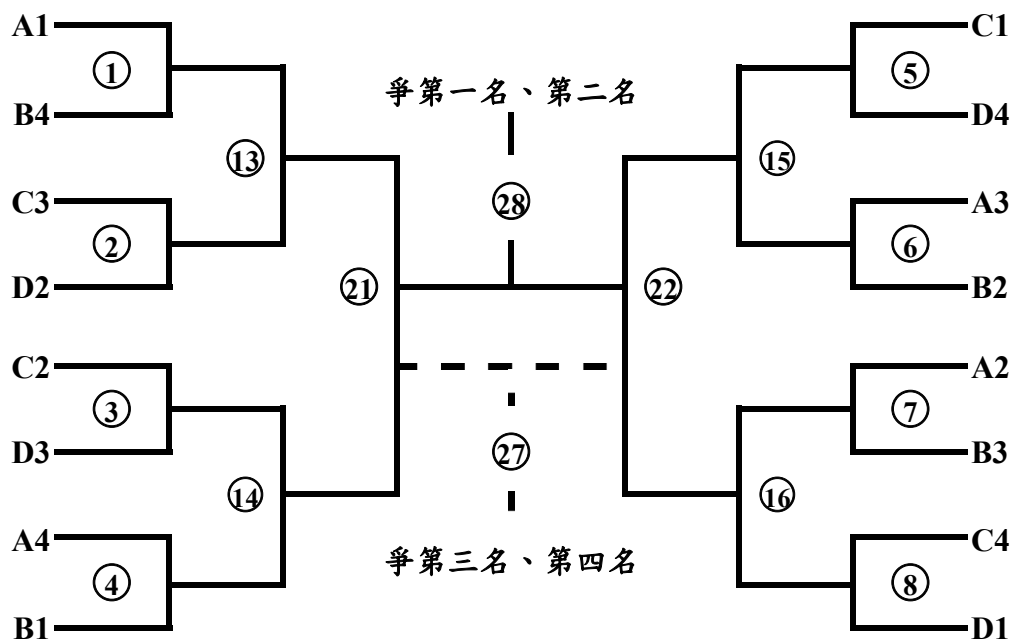 A1
①
B4
⑬
C3
②
D2
㉑
C2
③
D3
⑭
A4
④
B1
爭第一名、第二名
㉘
㉗
爭第三名、第四名
C1
⑤
D4
⑮
A3
⑥
B2
㉒
A2
⑦
B3
⑯
C4
⑧
D1